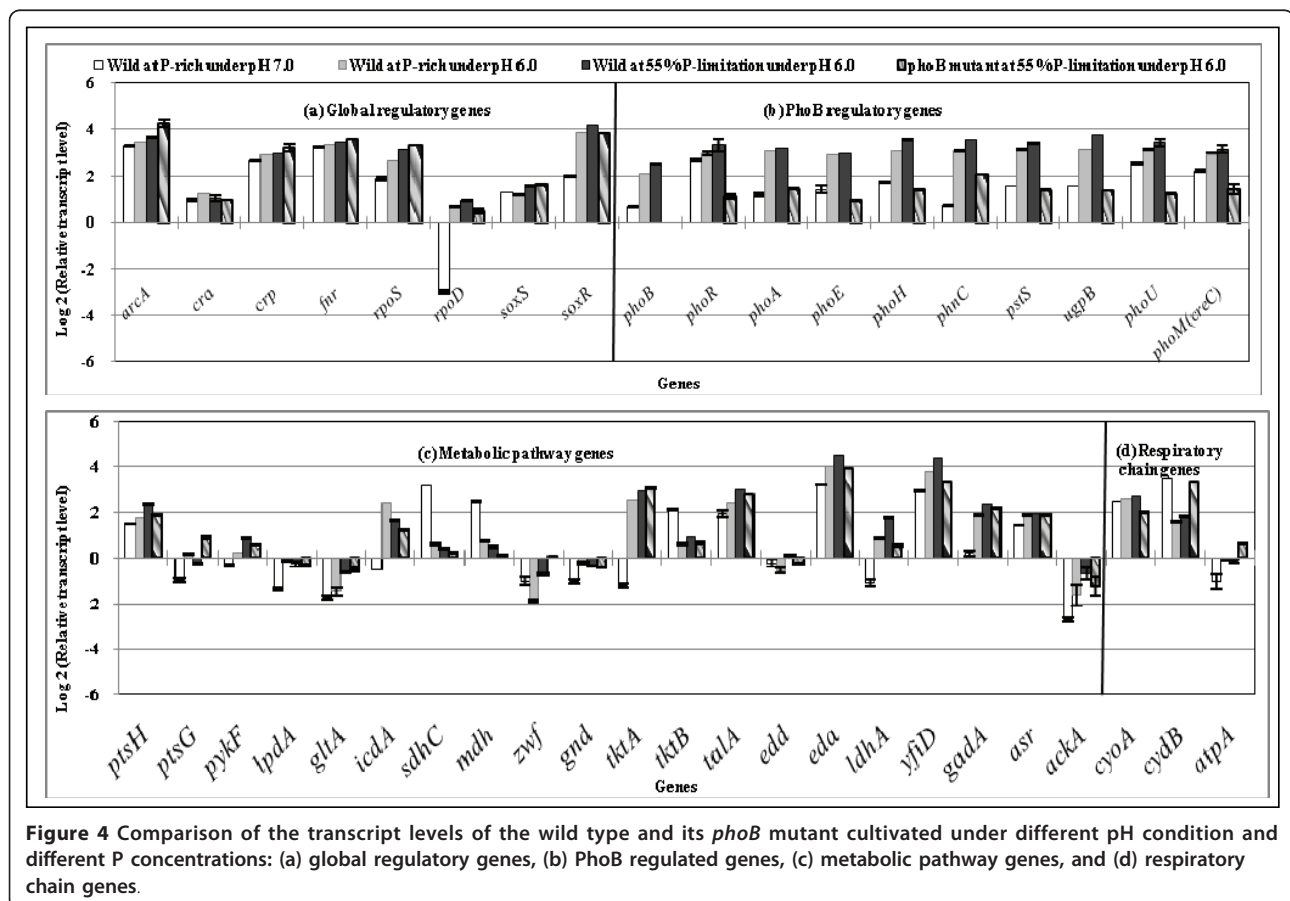 Wild at P-rich under pH 7.0 Wild at P-rich under pH 6.0 Wild at 55%P-limitation under pH 6.0 phoB mutant at 55%P-limitation under pH 6.0
(a) Global regulatory genes
(b) PhoB regulatory genes
Log 2 (Relative transcript level)
6
4
2
0
-2
-4
-6
arcA
cra
crp
fnr
rpoS
rpoD
soxS
soxR
phoB
phoR
phoA
phoE
phoH
phnC
pstS
ugpB
phoU
phoM(creC)
Genes
(c) Metabolic pathway genes
(d) Respiratory
chain genes
Log 2 (Relative transcript level)
6
4
2
0
2
-4
-6
ptsH
ptsG
pykF
lpdA
gltA
icdA
sdhC
mdh
zwf
gnd
tktA
tktB
talA
edd
eda
ldhA
yfiD
gadA
asr
ackA
cyoA
cydB
atpA
Genes
Figure 4 Comparison of the transcript levels of the wild type and its phoB mutant cultivated under different pH condition and
different P concentrations: (a) global regulatory genes, (b) PhoB regulated genes, (c) metabolic pathway genes, and (d) respiratory
chain genes.